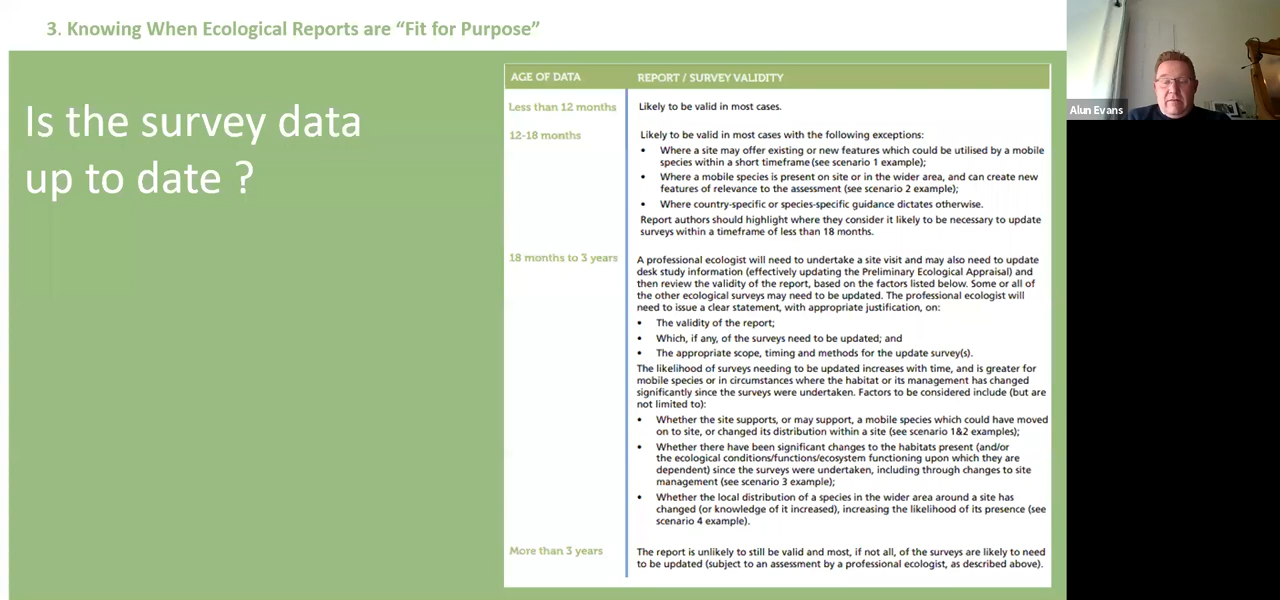 3. Knowing When Ecological Reports are “Fit for Purpose”
Is the survey data
up to date ?
AGE OF DATA
REPORT / SURVEY VALIDITY
Less than 12 months
Likely to be valid in most cases.
12-18 months
Likely to be valid in most cases with the following exceptions:
• Where a site may offer existing or new features which could be utilised by a mobile
species within a short timeframe (see scenario 1 example);
• Where a mobile species is present on site or in the wider area, and can create new
features of relevance to the assessment (see scenario 2 example);
• Where country-specific or species-specific guidance dictates otherwise.
Report authors should highlight where they consider it likely to be necessary to update
surveys within a timeframe of less than 18 months.
18 months to 3 years
A professional ecologist will need to undertake a site visit and may also need to update
desk study information (effectively updating the Preliminary Ecological Appraisal) and
then review the validity of the report, based on the factors listed below. Some or all of
the other ecological surveys may need to be updated. The professional ecologist will
need to issue a clear statement, with appropriate justification, on:
• The validity of the report;
• Which, if any, of the surveys need to be updated; and
• The appropriate scope, timing and methods for the update survey(s).
The likelihood of surveys needing to be updated increases with time, and is greater for
mobile species or in circumstances where the habitat or its management has changed
significantly since the surveys were undertaken. Factors to be considered include (but are
not limited to):
• Whether the site supports, or may support, a mobile species which could have moved
on to site, or changed its distribution within a site (see scenario 1&2 examples);
• Whether there have been significant changes to the habitats present (and/or
the ecological conditions/functions/ecosystem functioning upon which they are
dependent) since the surveys were undertaken, including through changes to site
management (see scenario 3 example);
• Whether the local distribution of a species in the wider area around a site has
changed (or knowledge of it increased), increasing the likelihood of its presence (see
scenario 4 example).
More than 3 years
The report is unlikely to still be valid and most, if not all, of the surveys are likely to need
to be updated (subject to an assessment by a professional ecologist, as described above).
Alun Evans